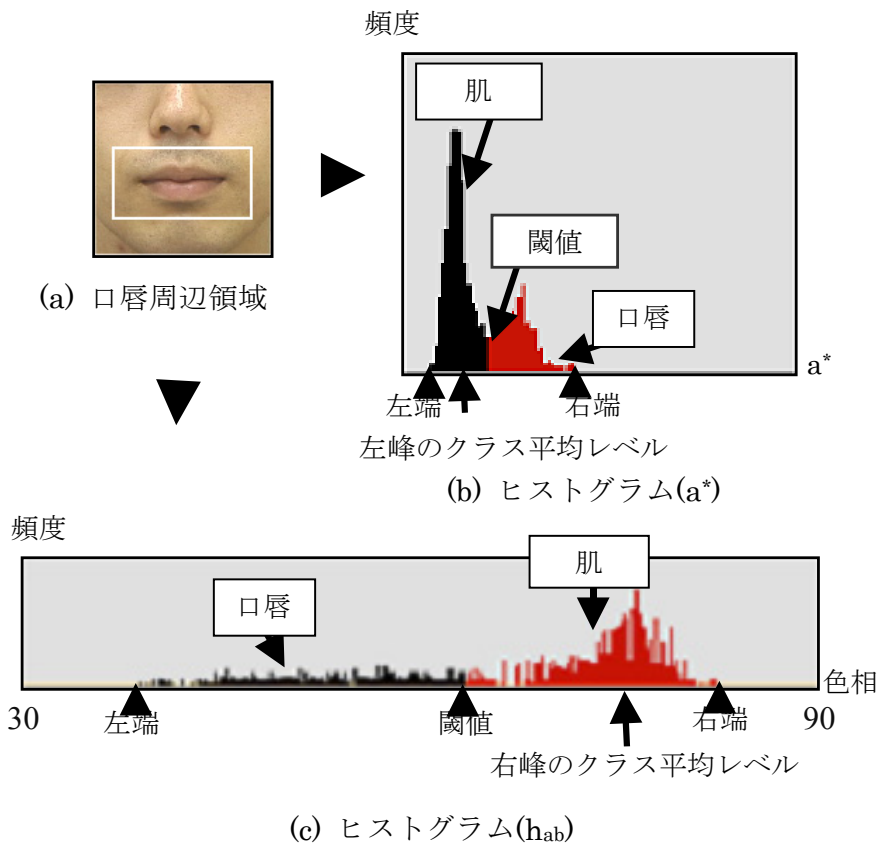 頻度
肌
閾値
口唇
(a) 口唇周辺領域
a*
左端
右端
左峰のクラス平均レベル
(b) ヒストグラム(a*)
頻度
口唇
肌
色相
30
左端
閾値
右端
90
右峰のクラス平均レベル
(c) ヒストグラム(hab)